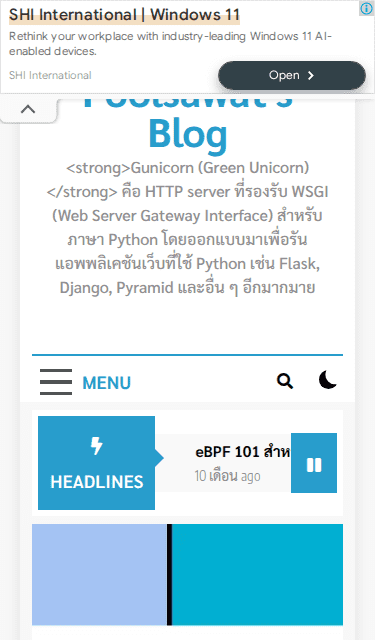 SHI International | Windows 11
Rethink your workplace with industry-leading Windows 11 AI-
enabled devices.
SHI International
Open
Poolsawat's
Blog
<strong>Gunicorn (Green Unicorn)
</strong> คือ HTTP server ที่รองรับ WSGI
(Web Server Gateway Interface) สำหรับ
ภาษา Python โดยออกแบบมาเพื่อรัน
แอพพลิเคชันเว็บที่ใช้ Python เช่น Flask,
Django, Pyramid และอื่น ๆ อีกมากมาย
MENU
HEADLINES
eBPF 101 สำห
10 เดือน ago